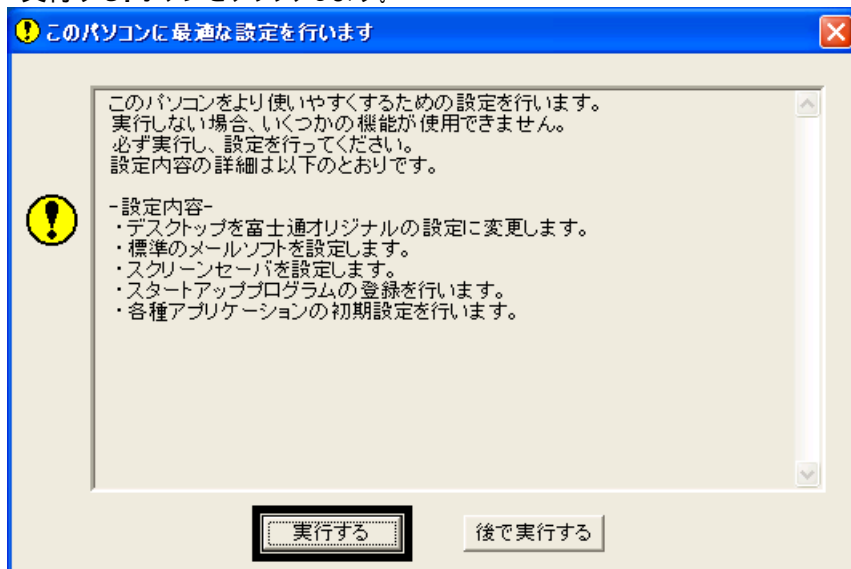 このパソコンに最適な設定を行います
このパソコンをより使いやすくするための設定を行います。
実行しない場合、いくつかの機能が使用できません。
必ず実行し、設定を行ってください。
設定内容の詳細は以下のとおりです。
-設定内容-
・デスクトップを富士通オリジナルの設定に変更します。
・標準のメールソフトを設定します。
・スクリーンセーバを設定します。
・スタートアッププログラムの登録を行います。
・各種アプリケーションの初期設定を行います。
実行する
後で実行する